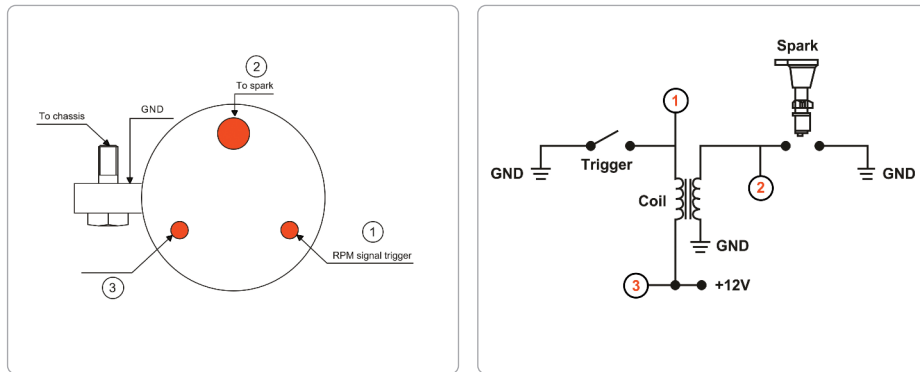 2
To spark
To chassis
GND
1
RPM signal trigger
3
Spark
1
GND
Trigger
GND
Coil
2
GND
3
+12V